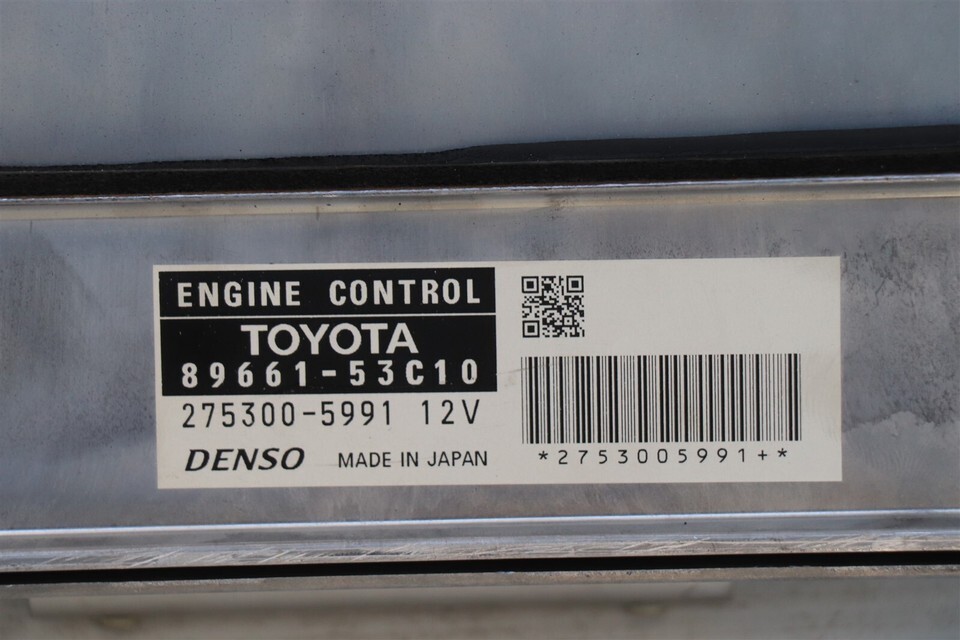 ENGINE CONTROL
TOYOTA
89661-53C10
275300-5991 12V
DENSO MADE IN JAPAN
*2753005991+*